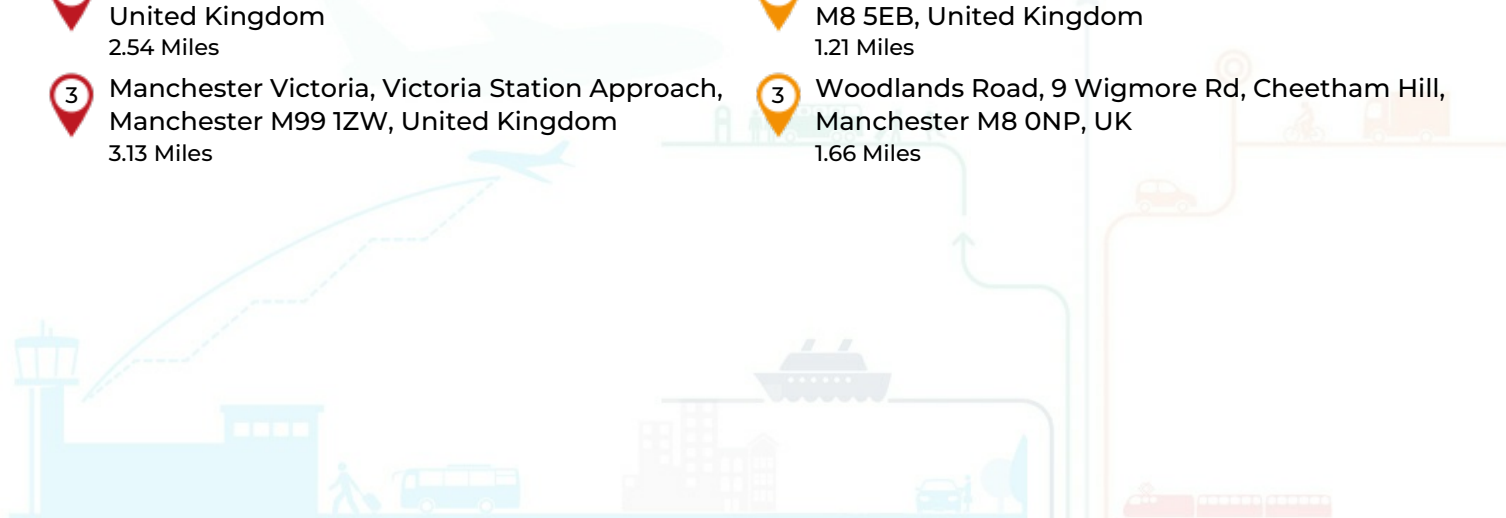 United Kingdom
2.54 Miles
3
Manchester Victoria, Victoria Station Approach,
Manchester M99 1ZW, United Kingdom
3.13 Miles
M8 5EB, United Kingdom
1.21 Miles
3
Woodlands Road, 9 Wigmore Rd, Cheetham Hill,
Manchester M8 0NP, UK
1.66 Miles